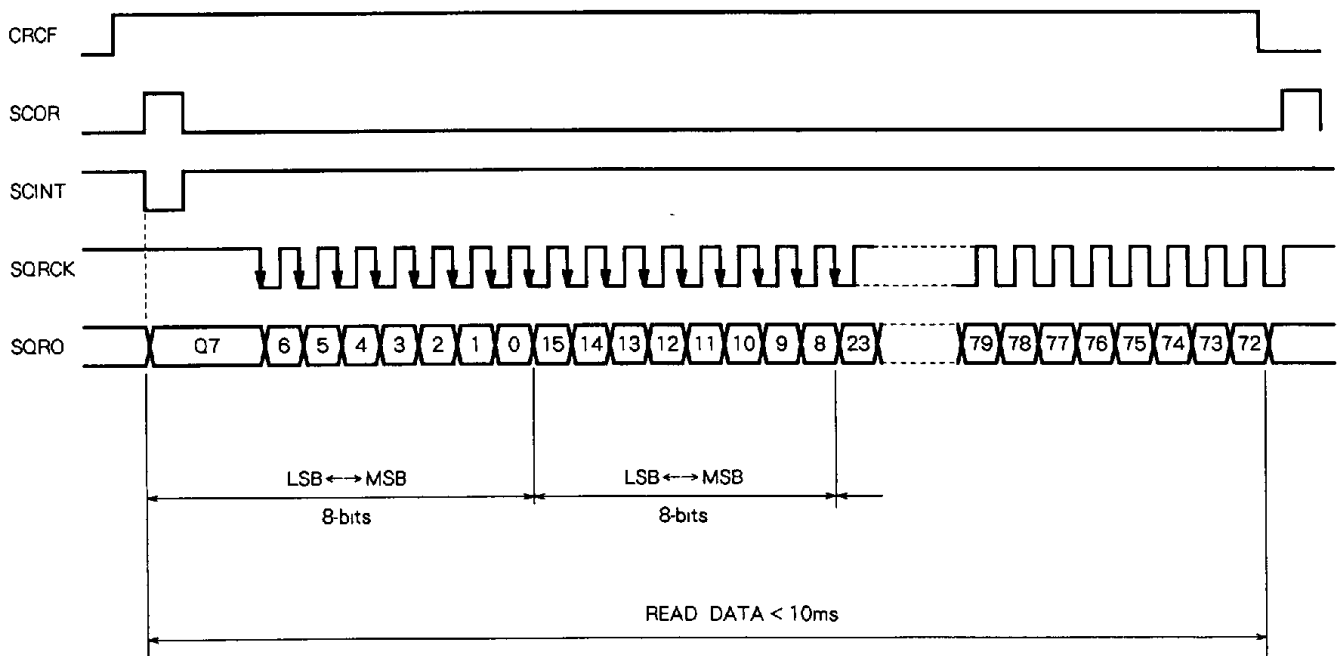 CRCF
SCOR
SCINT
SQRCK
SQRO Q7 6 5 4 3 2 1 0 15 14 13 12 11 10 9 8 23 79 78 77 76 75 74 73 72
LSB ←→ MSB LSB ←→ MSB
8-bits 8-bits
READ DATA < 10ms